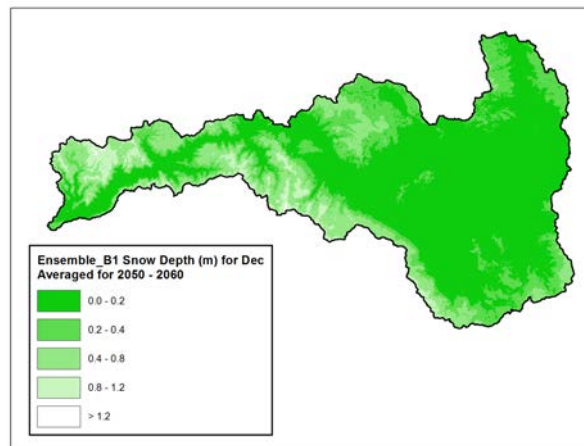 Ensemble_B1 Snow Depth (m) for Dec
Averaged for 2050 - 2060
0.0 - 0.2
0.2 - 0.4
0.4 - 0.8
0.8 - 1.2
> 1.2